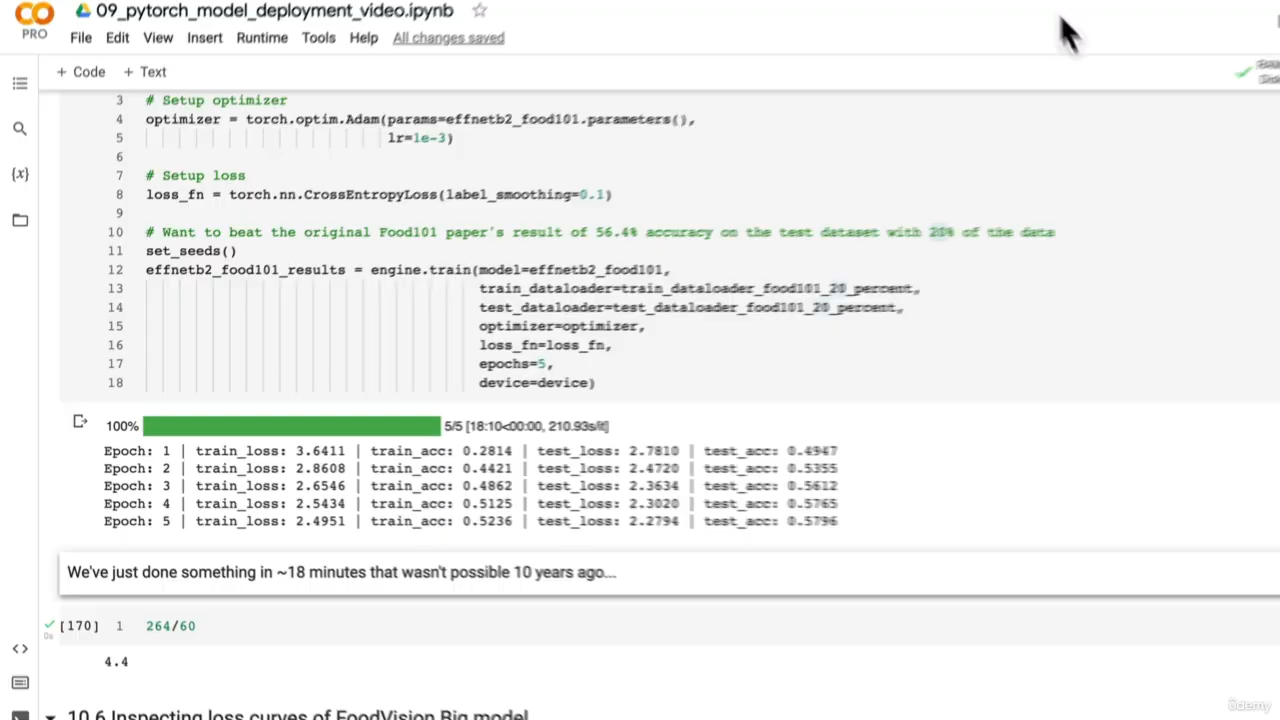 CO
PRO
09_pytorch_model_deployment_video.ipynb
File Edit View Insert Runtime Tools Help All changes saved
+ Code + Text
3 # Setup optimizer
4 optimizer = torch.optim.Adam(params=effnetb2_food101.parameters(),
5 lr=1e-3)
6
7 # Setup loss
8 loss_fn = torch.nn.CrossEntropyLoss(label_smoothing=0.1)
9
10 # Want to beat the original Food101 paper's result of 56.4% accuracy on the test dataset with 20% of the data
11 set_seeds()
12 effnetb2_food101_results = engine.train(model=effnetb2_food101,
13 train_dataloader=train_dataloader_food101_20_percent,
14 test_dataloader=test_dataloader_food101_20_percent,
15 optimizer=optimizer,
16 loss_fn=loss_fn,
17 epochs=5,
18 device=device)
100% 5/5 [18:10<00:00, 210.93s/it]
Epoch: 1 | train_loss: 3.6411 | train_acc: 0.2814 | test_loss: 2.7810 | test_acc: 0.4947
Epoch: 2 | train_loss: 2.8608 | train_acc: 0.4421 | test_loss: 2.4720 | test_acc: 0.5355
Epoch: 3 | train_loss: 2.6546 | train_acc: 0.4862 | test_loss: 2.3634 | test_acc: 0.5612
Epoch: 4 | train_loss: 2.5434 | train_acc: 0.5125 | test_loss: 2.3020 | test_acc: 0.5765
Epoch: 5 | train_loss: 2.4951 | train_acc: 0.5236 | test_loss: 2.2794 | test_acc: 0.5796
We've just done something in ~18 minutes that wasn't possible 10 years ago...
[170] 1 264/60
0s
4.4
10.6 Inspecting loss curves of FoodVision Big model
ûdemy